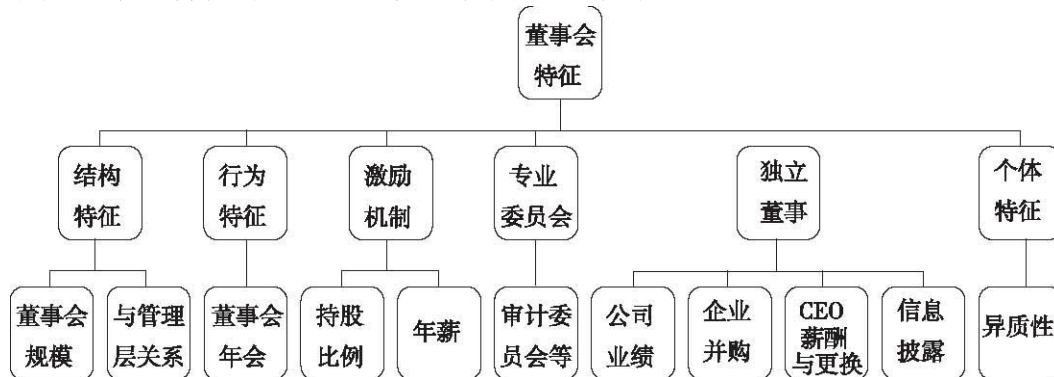 董事会
特征
结构
特征
行为
特征
激励
机制
专业
委员会
独立
董事
个体
特征
董事会
规模
与管理
层关系
董事会
年会
持股
比例
年薪
审计委
员会等
公司
业绩
企业
并购
CEO
薪酬
与更换
信息
披露
异质性